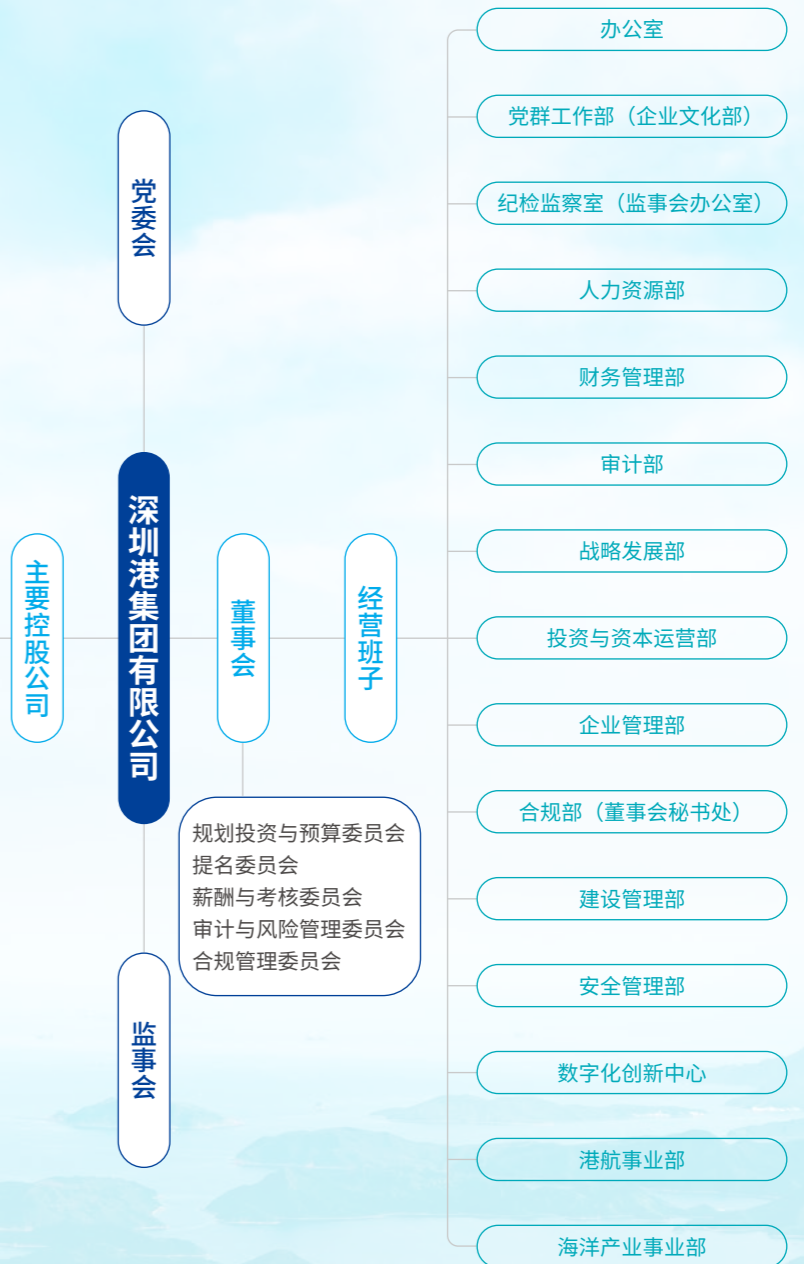 党委会
深圳港集团有限公司
监事会
主要控股公司
董事会
规划投资与预算委员会
提名委员会
薪酬与考核委员会
审计与风险管理委员会
合规管理委员会
经营班子
办公室
党群工作部（企业文化部）
纪检监察室（监事会办公室）
人力资源部
财务管理部
审计部
战略发展部
投资与资本运营部
企业管理部
合规部（董事会秘书处）
建设管理部
安全管理部
数字化创新中心
港航事业部
海洋产业事业部